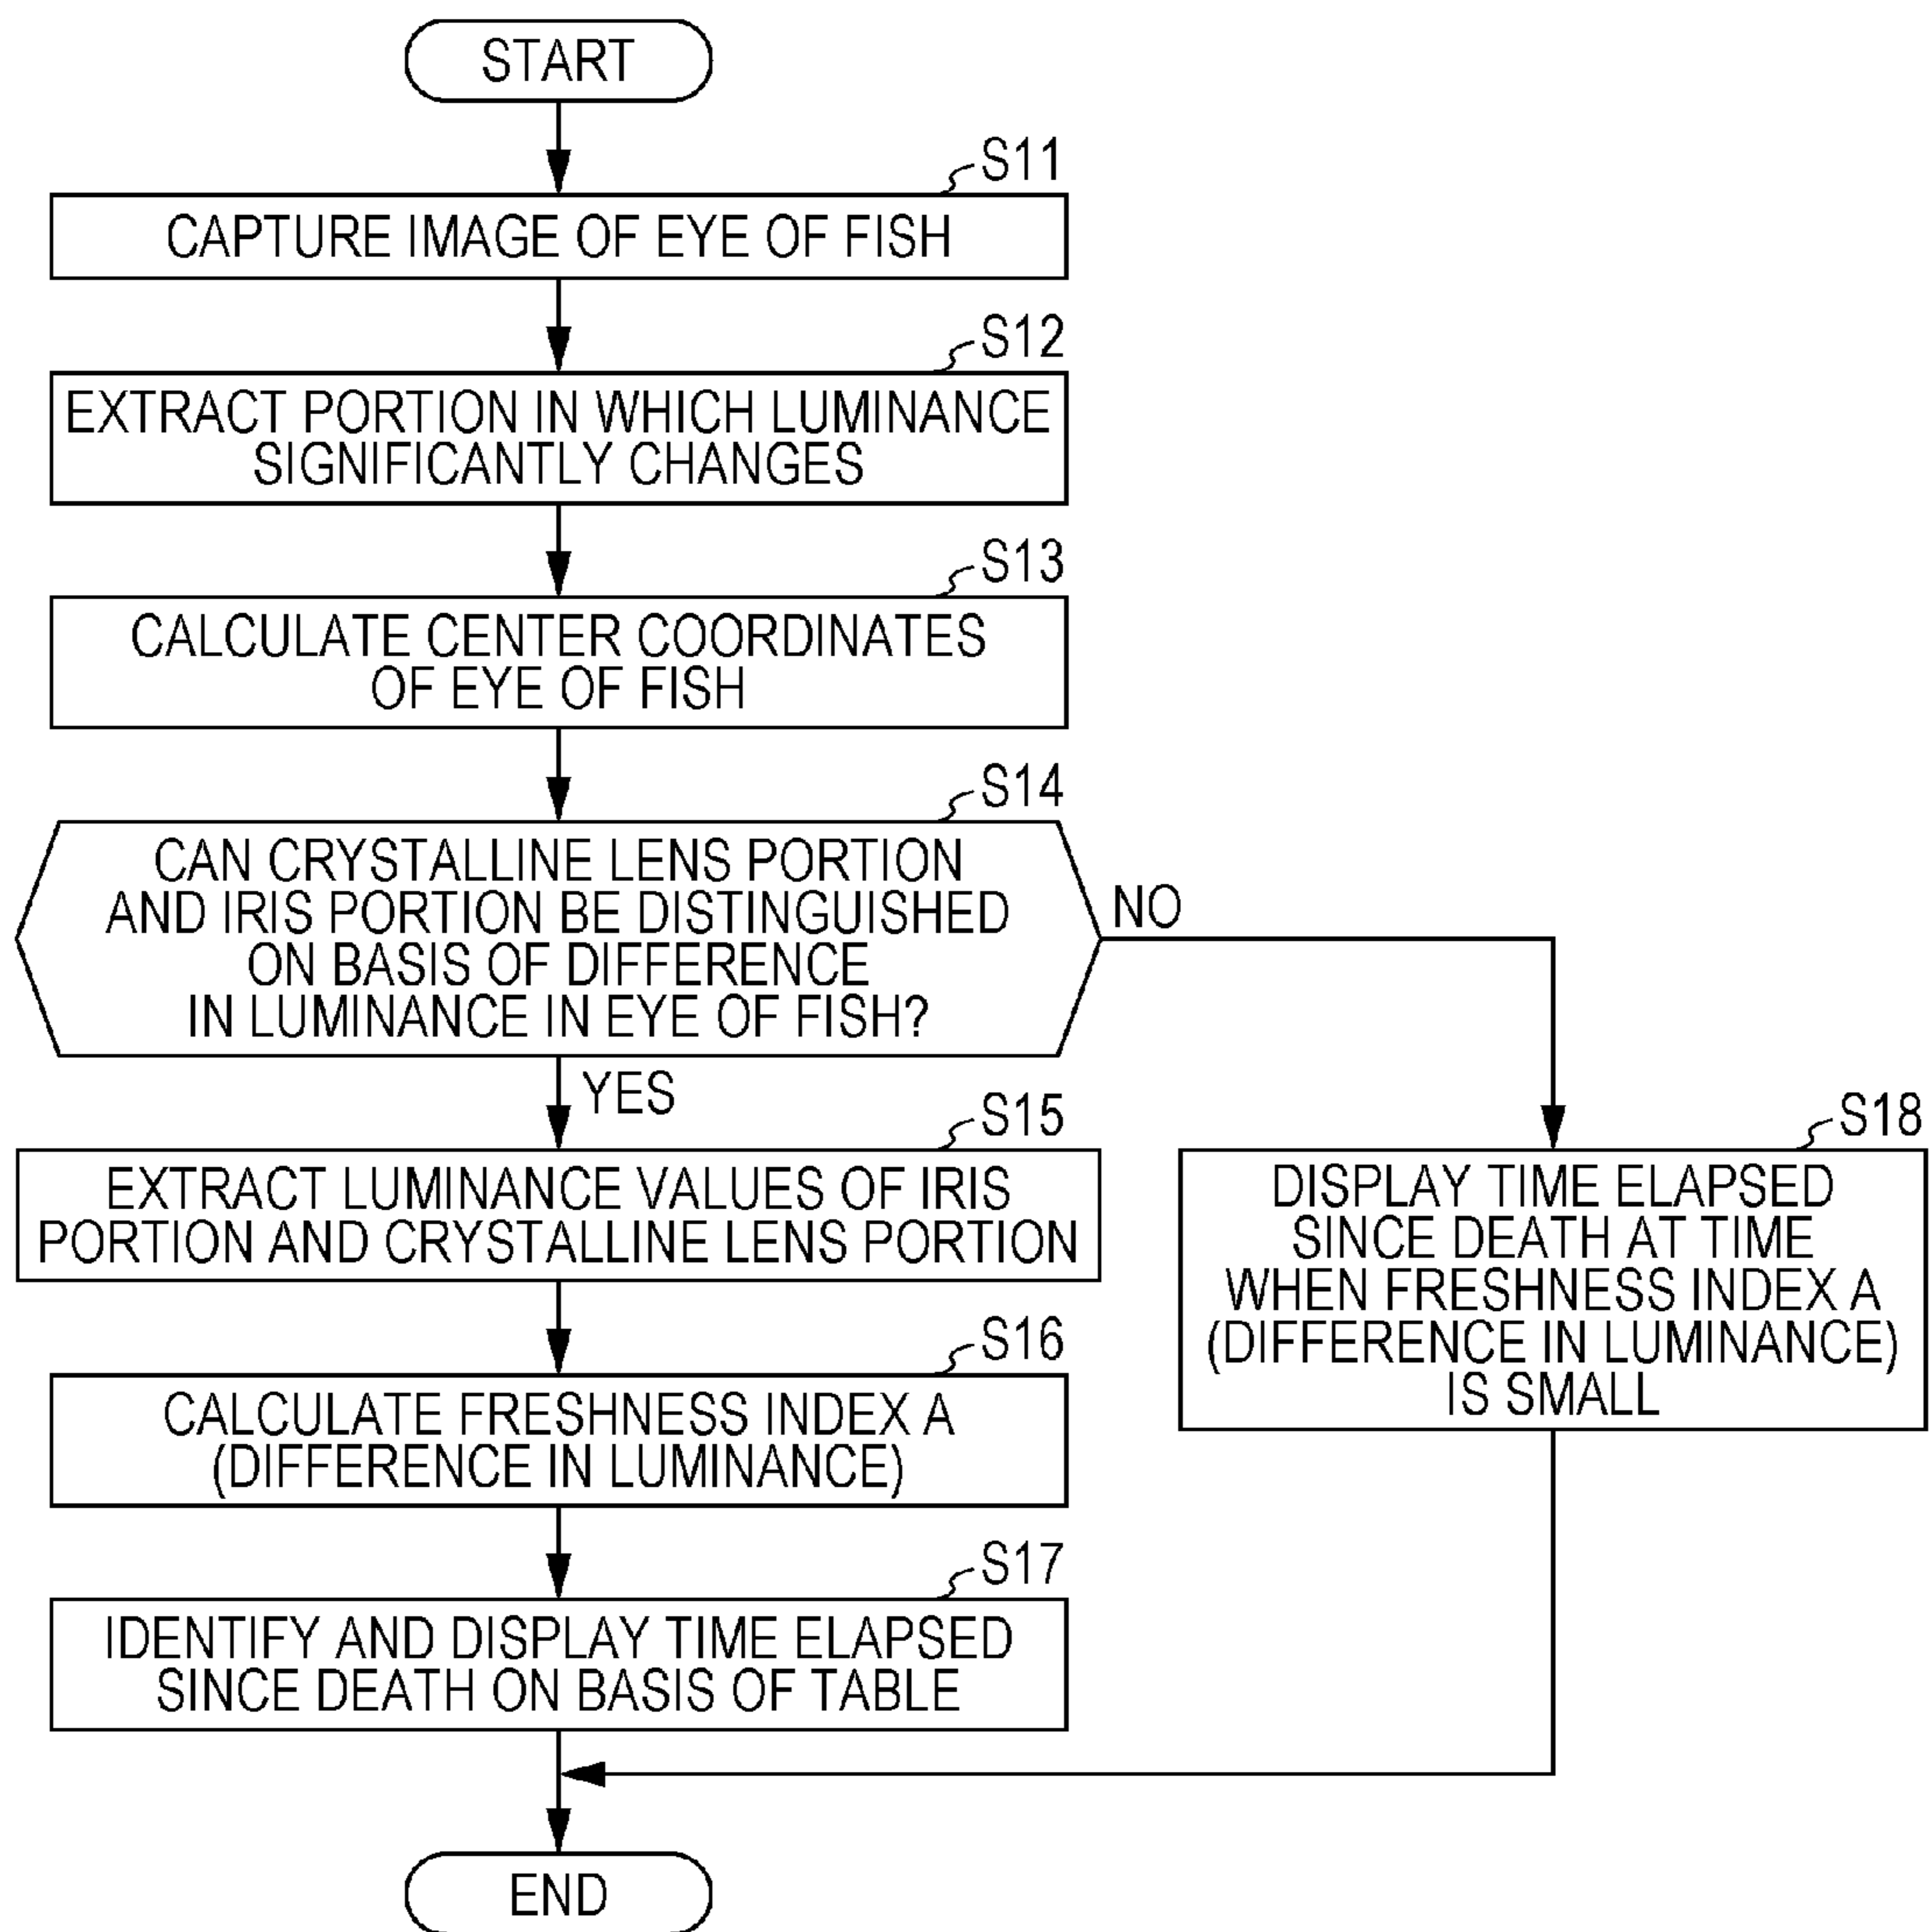 START
S11
CAPTURE IMAGE OF EYE OF FISH
S12
EXTRACT PORTION IN WHICH LUMINANCE
SIGNIFICANTLY CHANGES
S13
CALCULATE CENTER COORDINATES
OF EYE OF FISH
S14
CAN CRYSTALLINE LENS PORTION
AND IRIS PORTION BE DISTINGUISHED
ON BASIS OF DIFFERENCE
IN LUMINANCE IN EYE OF FISH?
NO
YES
S15
EXTRACT LUMINANCE VALUES OF IRIS
PORTION AND CRYSTALLINE LENS PORTION
S18
DISPLAY TIME ELAPSED
SINCE DEATH AT TIME
WHEN FRESHNESS INDEX A
(DIFFERENCE IN LUMINANCE)
IS SMALL
S16
CALCULATE FRESHNESS INDEX A
(DIFFERENCE IN LUMINANCE)
S17
IDENTIFY AND DISPLAY TIME ELAPSED
SINCE DEATH ON BASIS OF TABLE
END